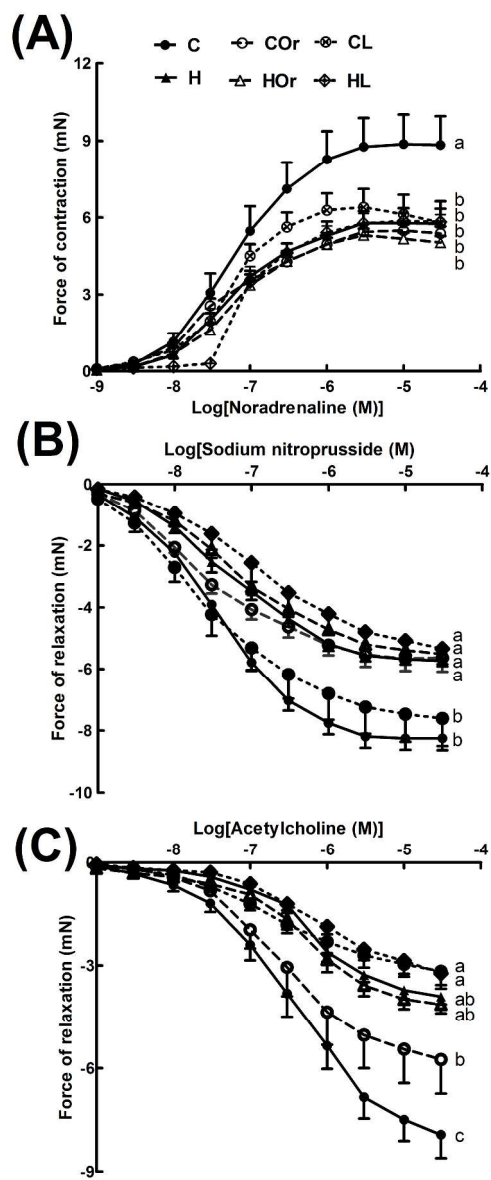 (A)
C COr CL
H HOr HL
12
9
6
3
0
Force of contraction (mN)
a
b
b
b
b
b
-9 -8 -7 -6 -5 -4
Log[Noradrenaline (M)]
(B)
Log[Sodium nitroprusside (M)
-8 -7 -6 -5 -4
0
-2
-4
-6
-8
-10
Force of relaxation (mN)
a
a
a
a
b
b
(C)
Log[Acetylcholine (M)]
-8 -7 -6 -5 -4
0
-3
-6
-9
Force of relaxation (mN)
a
a
ab
ab
b
c